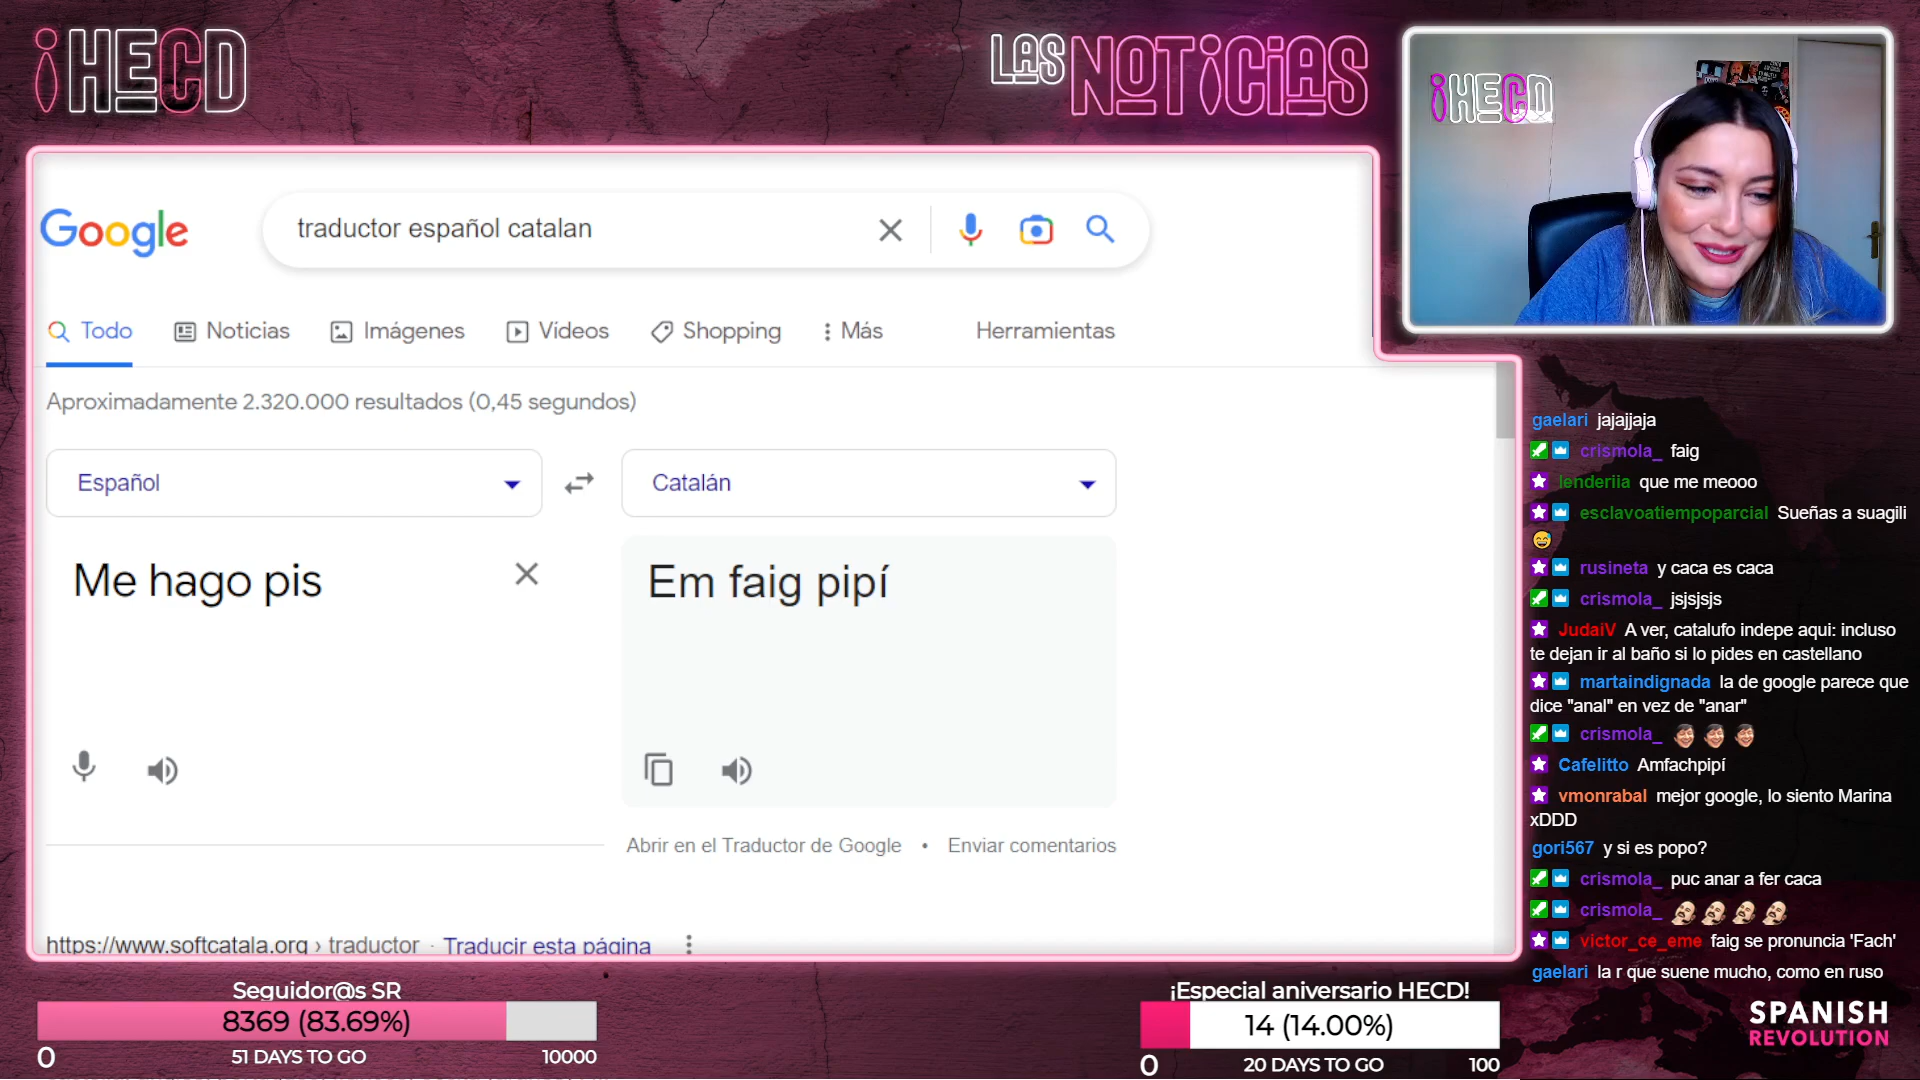 ¡HECD
LAS NOTICIAS
¡HECD
Google
traductor español catalan
Todo
Noticias
Imágenes
Vídeos
Shopping
Más
Herramientas
Aproximadamente 2.320.000 resultados (0,45 segundos)
Español
Catalán
Me hago pis
Em faig pipí
Abrir en el Traductor de Google • Enviar comentarios
https://www.softcatala.org › traductor · Traducir esta página
gaelari jajajjaja
crismola_ faig
lenderiia que me meooo
esclavoatiempoparcial Sueñas a suagili
rusineta y caca es caca
crismola_ jsjsjsjs
JudaiV A ver, catalufo indepe aqui: incluso
te dejan ir al baño si lo pides en castellano
martaindignada la de google parece que
dice "anal" en vez de "anar"
crismola_
Cafelitto Amfachpipí
vmonrabal mejor google, lo siento Marina
xDDD
gori567 y si es popo?
crismola_ puc anar a fer caca
crismola_
victor_ce_eme faig se pronuncia 'Fach'
gaelari la r que suene mucho, como en ruso
Seguidor@s SR
8369 (83.69%)
0
51 DAYS TO GO
10000
¡Especial aniversario HECD!
14 (14.00%)
0
20 DAYS TO GO
100
SPANISH
REVOLUTION